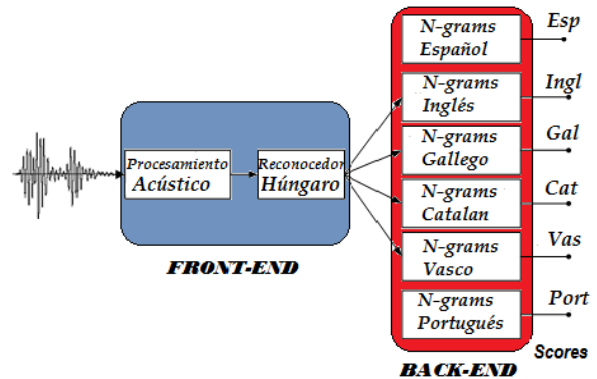 Procesamiento
Acústico
Reconocedor
Húngaro
FRONT-END
N-grams
Español
Esp
N-grams
Inglés
Ingl
N-grams
Gallego
Gal
N-grams
Catalan
Cat
N-grams
Vasco
Vas
N-grams
Portugués
Port
Scores
BACK-END